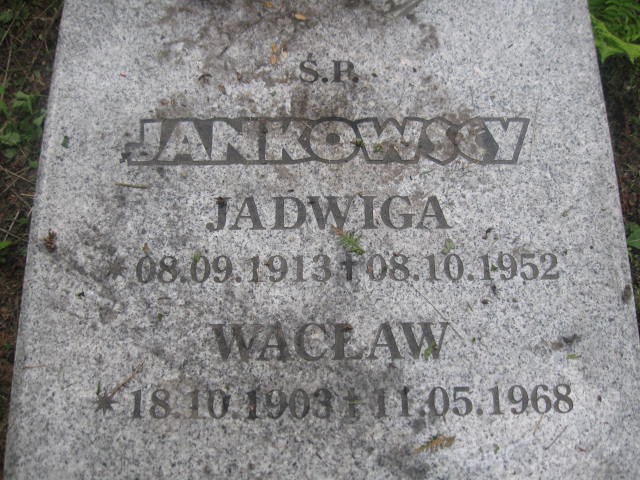 Ś.P.
JANKOWSCY
JADWIGA
* 08.09.1913 † 08.10.1952
WACŁAW
* 18.10.1903 † 11.05.1968